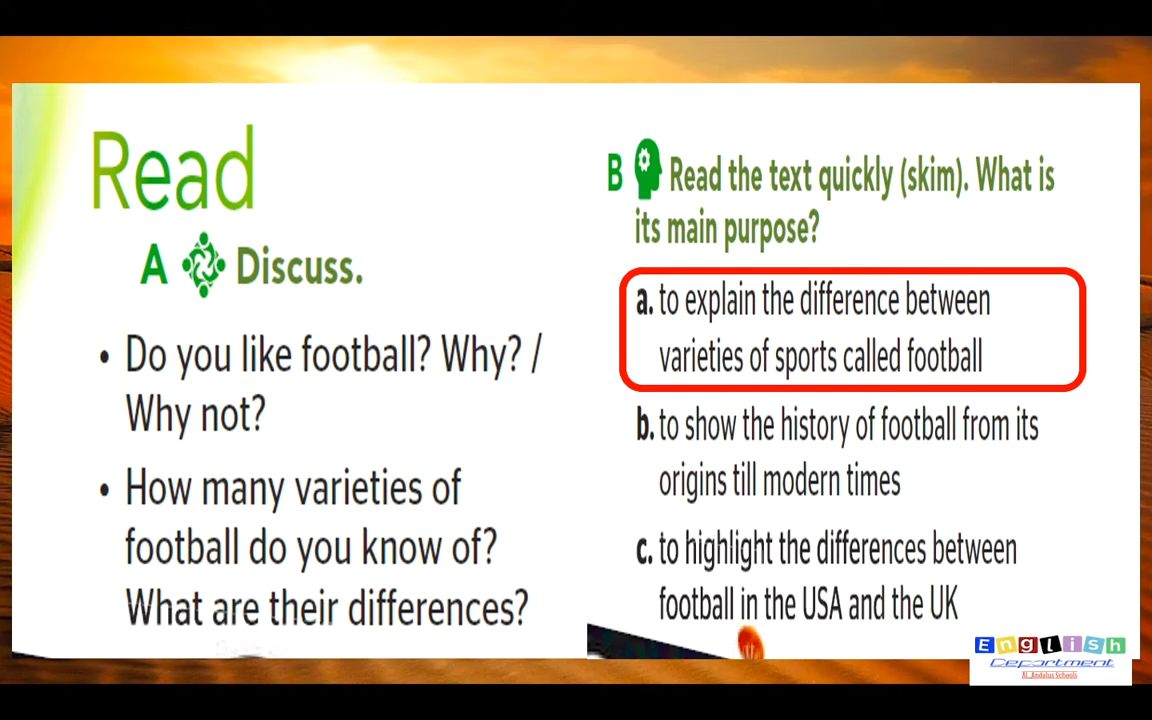 Read
A Discuss.
• Do you like football? Why? /
Why not?
• How many varieties of
football do you know of?
What are their differences?
B Read the text quickly (skim). What is
its main purpose?
a. to explain the difference between
varieties of sports called football
b. to show the history of football from its
origins till modern times
c. to highlight the differences between
football in the USA and the UK
English
Department
Al_Andalus Schools